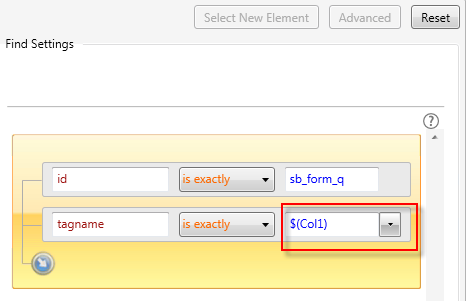 Select New Element Advanced Reset
Find Settings
?
id is exactly sb_form_q
tagname is exactly $(Col1)